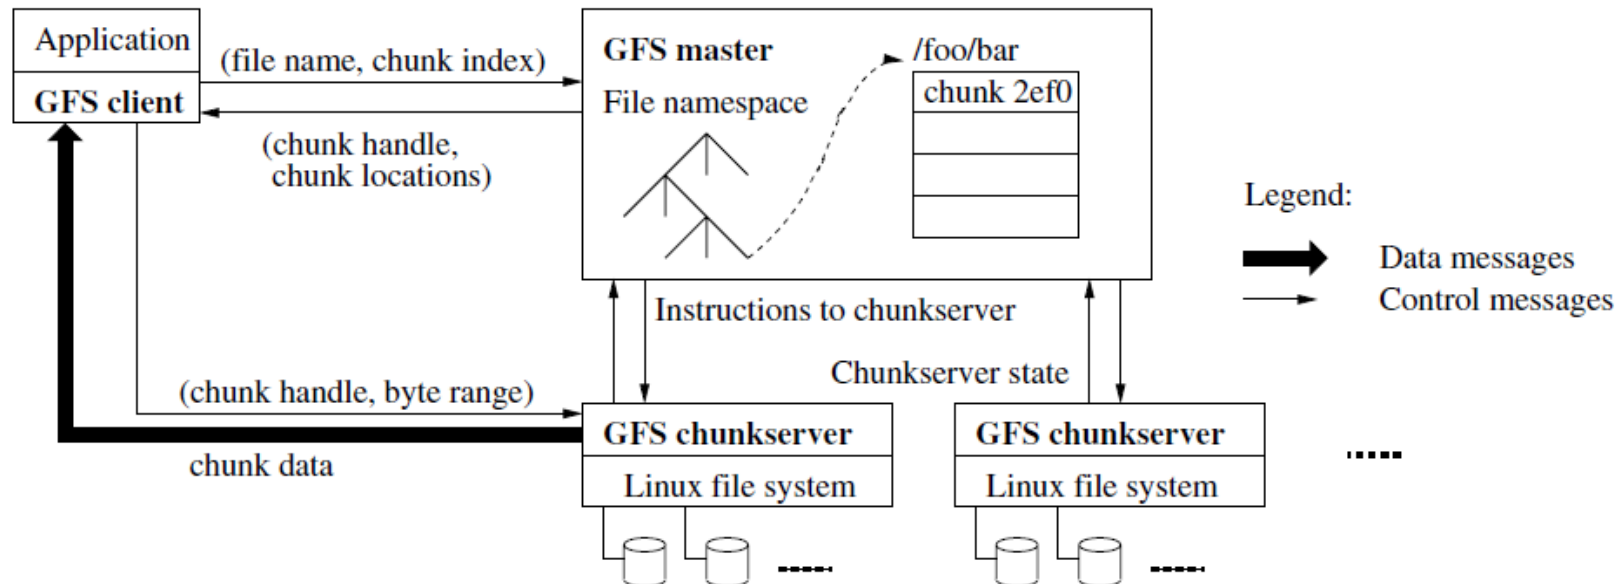 Application
GFS client
(file name, chunk index)
(chunk handle,
chunk locations)
GFS master
File namespace
/foo/bar
chunk 2ef0
Legend:
Data messages
Control messages
Instructions to chunkserver
Chunkserver state
(chunk handle, byte range)
chunk data
GFS chunkserver
Linux file system
GFS chunkserver
Linux file system